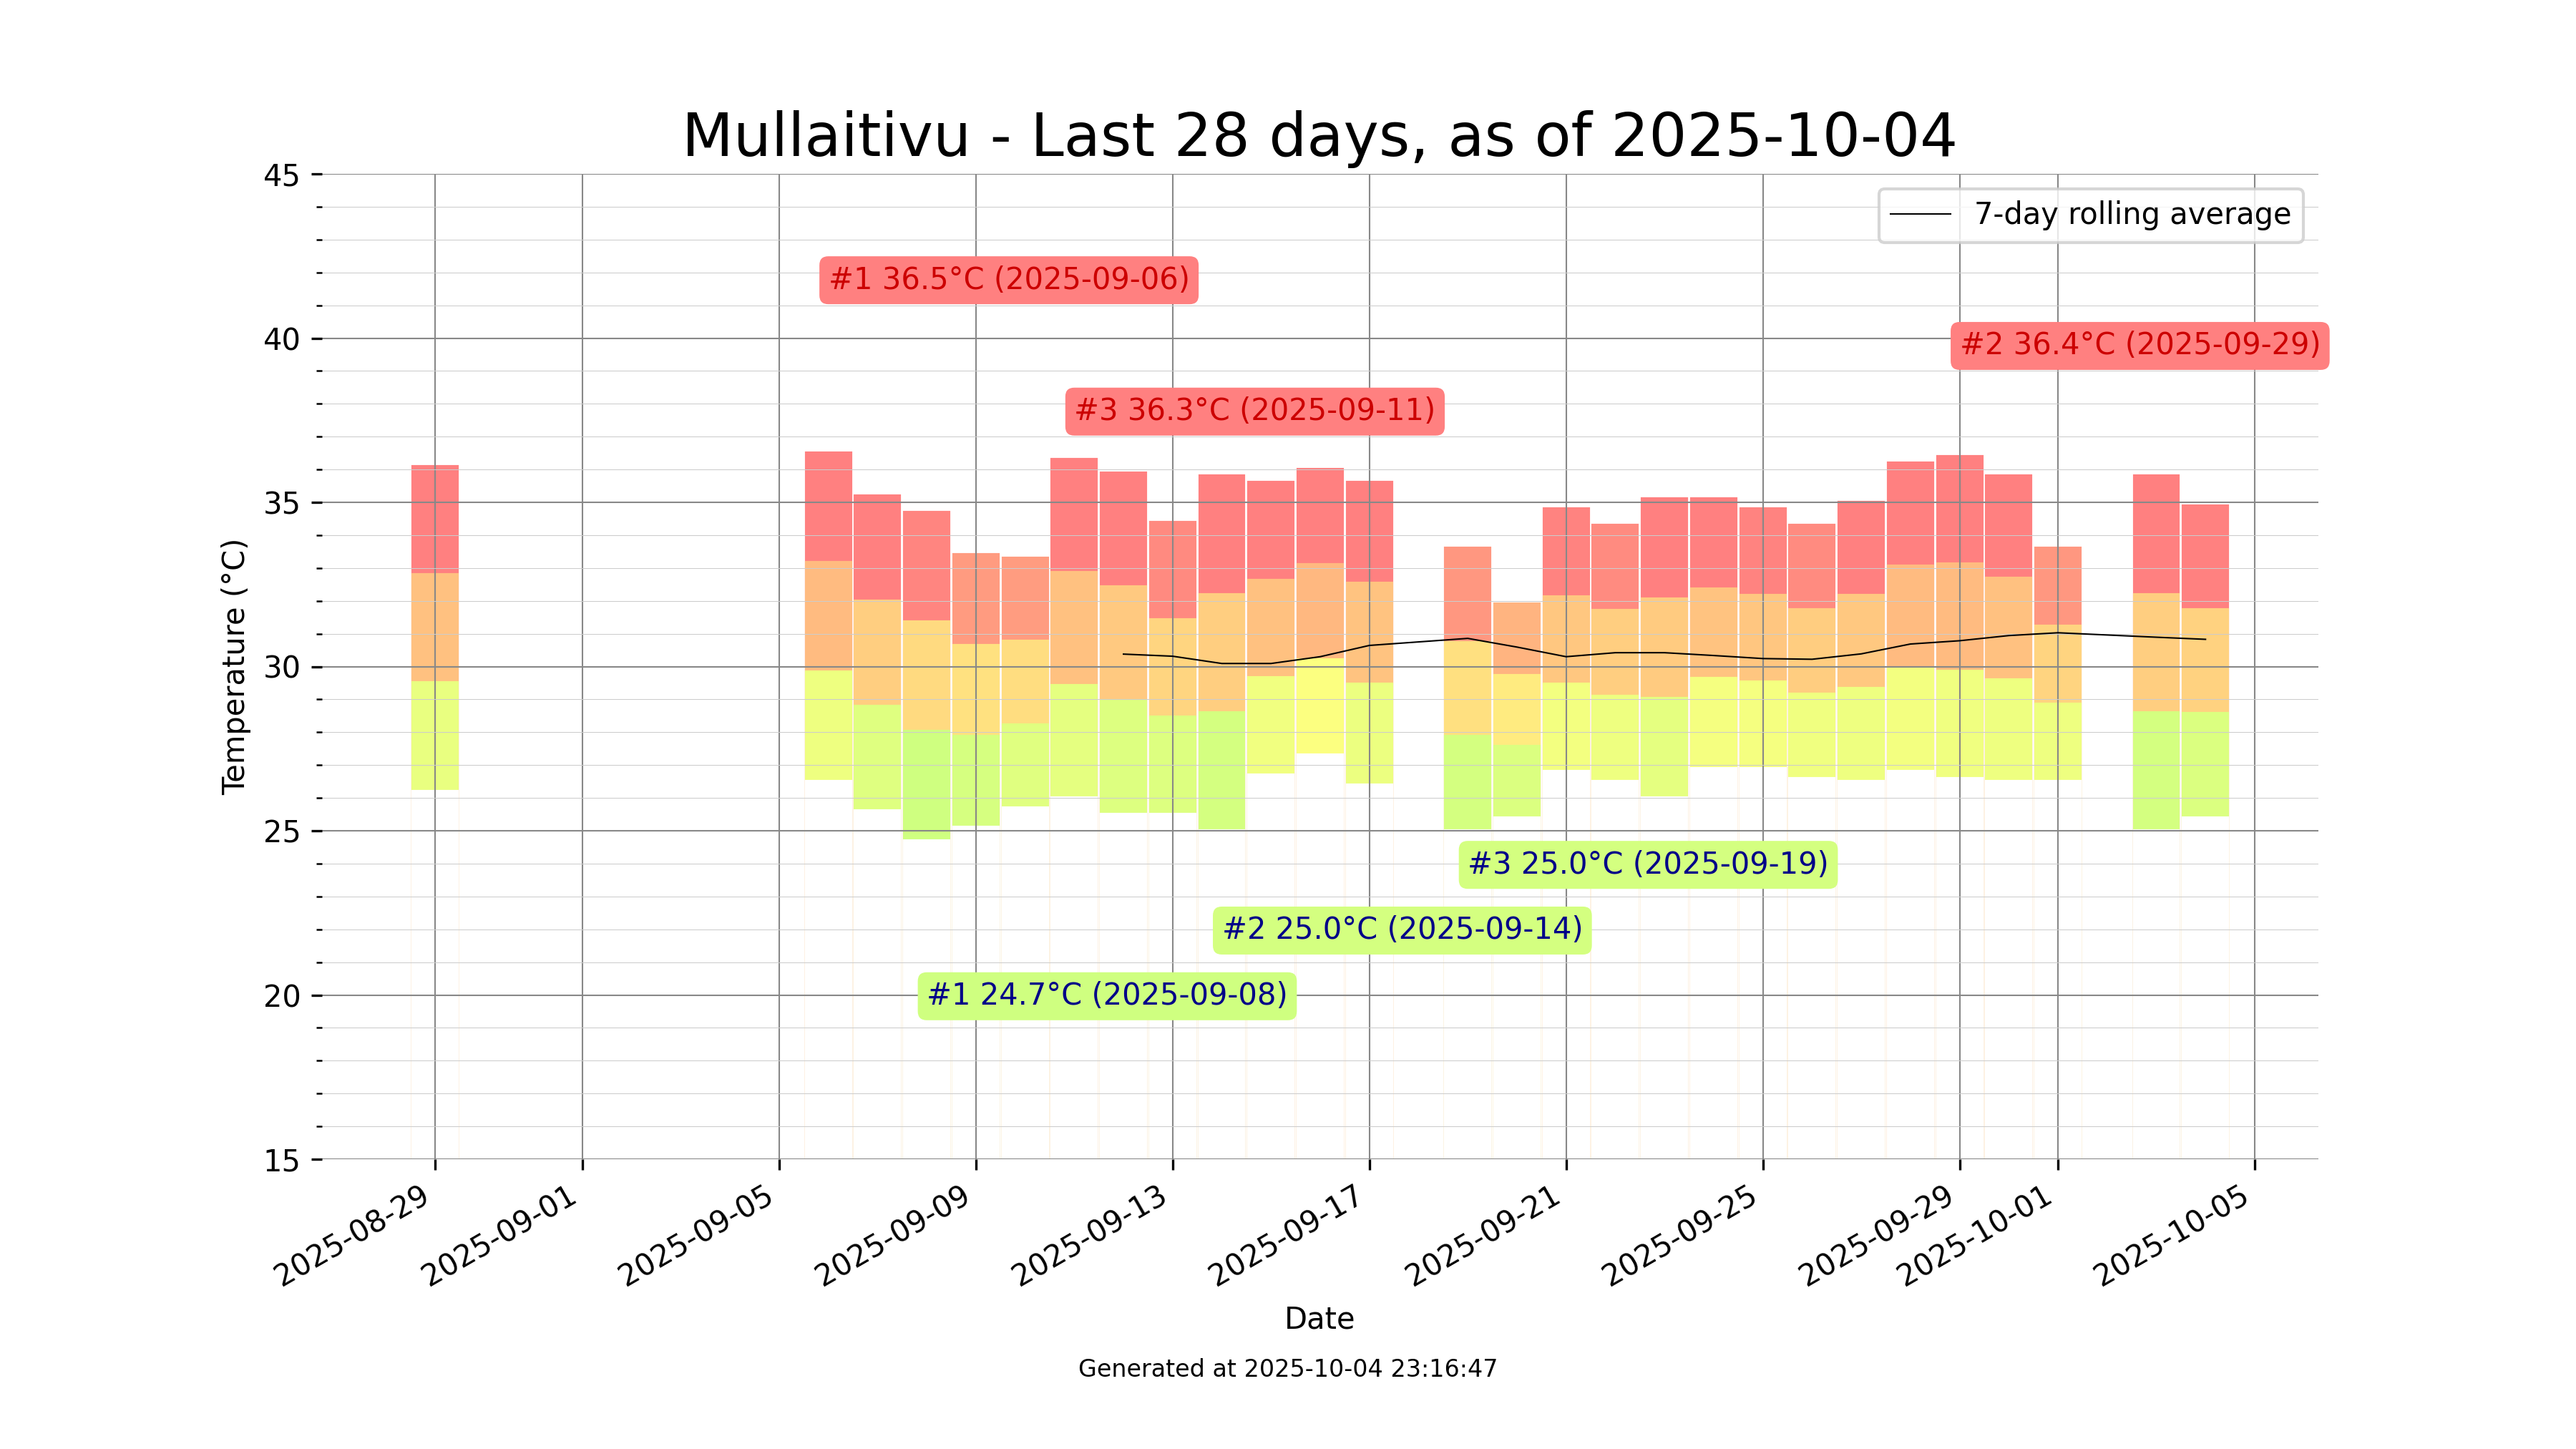 Mullaitivu - Last 28 days, as of 2025-10-04
45
7-day rolling average
#1 36.5°C (2025-09-06)
40
#2 36.4°C (2025-09-29)
#3 36.3°C (2025-09-11)
35
Temperature (°C)
30
25
#3 25.0°C (2025-09-19)
#2 25.0°C (2025-09-14)
#1 24.7°C (2025-09-08)
20
15
2025-08-29
2025-09-01
2025-09-05
2025-09-09
2025-09-13
2025-09-17
2025-09-21
2025-09-25
2025-09-29
2025-10-01
2025-10-05
Date
Generated at 2025-10-04 23:16:47